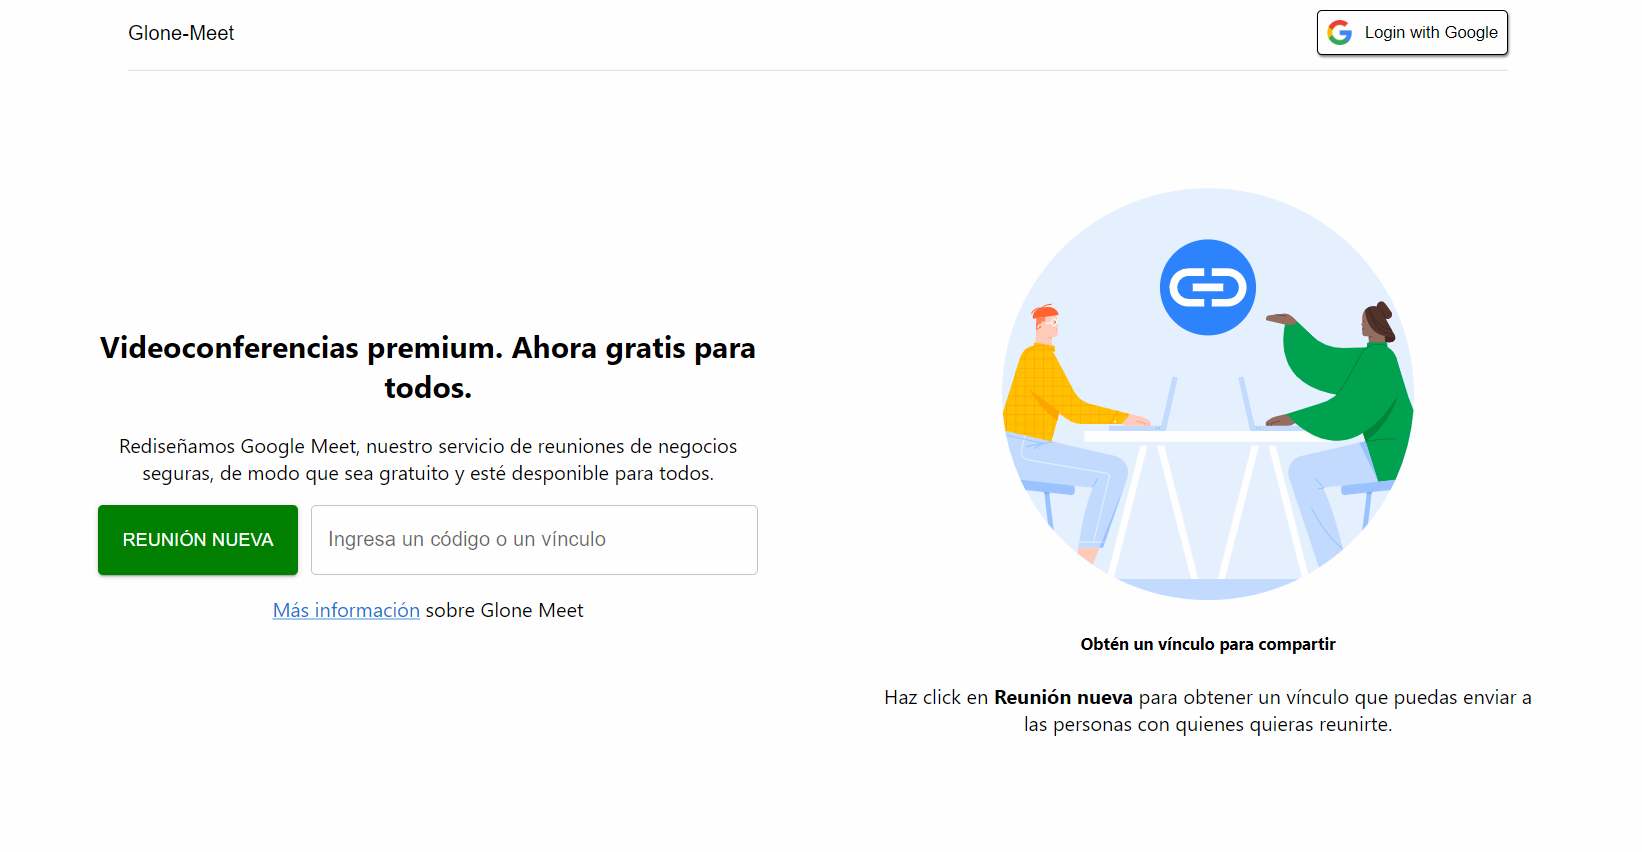 Glone-Meet
Login with Google
Videoconferencias premium. Ahora gratis para
todos.
Rediseñamos Google Meet, nuestro servicio de reuniones de negocios
seguras, de modo que sea gratuito y esté desponible para todos.
REUNIÓN NUEVA
Ingresa un código o un vínculo
Más información sobre Glone Meet
Obtén un vínculo para compartir
Haz click en Reunión nueva para obtener un vínculo que puedas enviar a
las personas con quienes quieras reunirte.